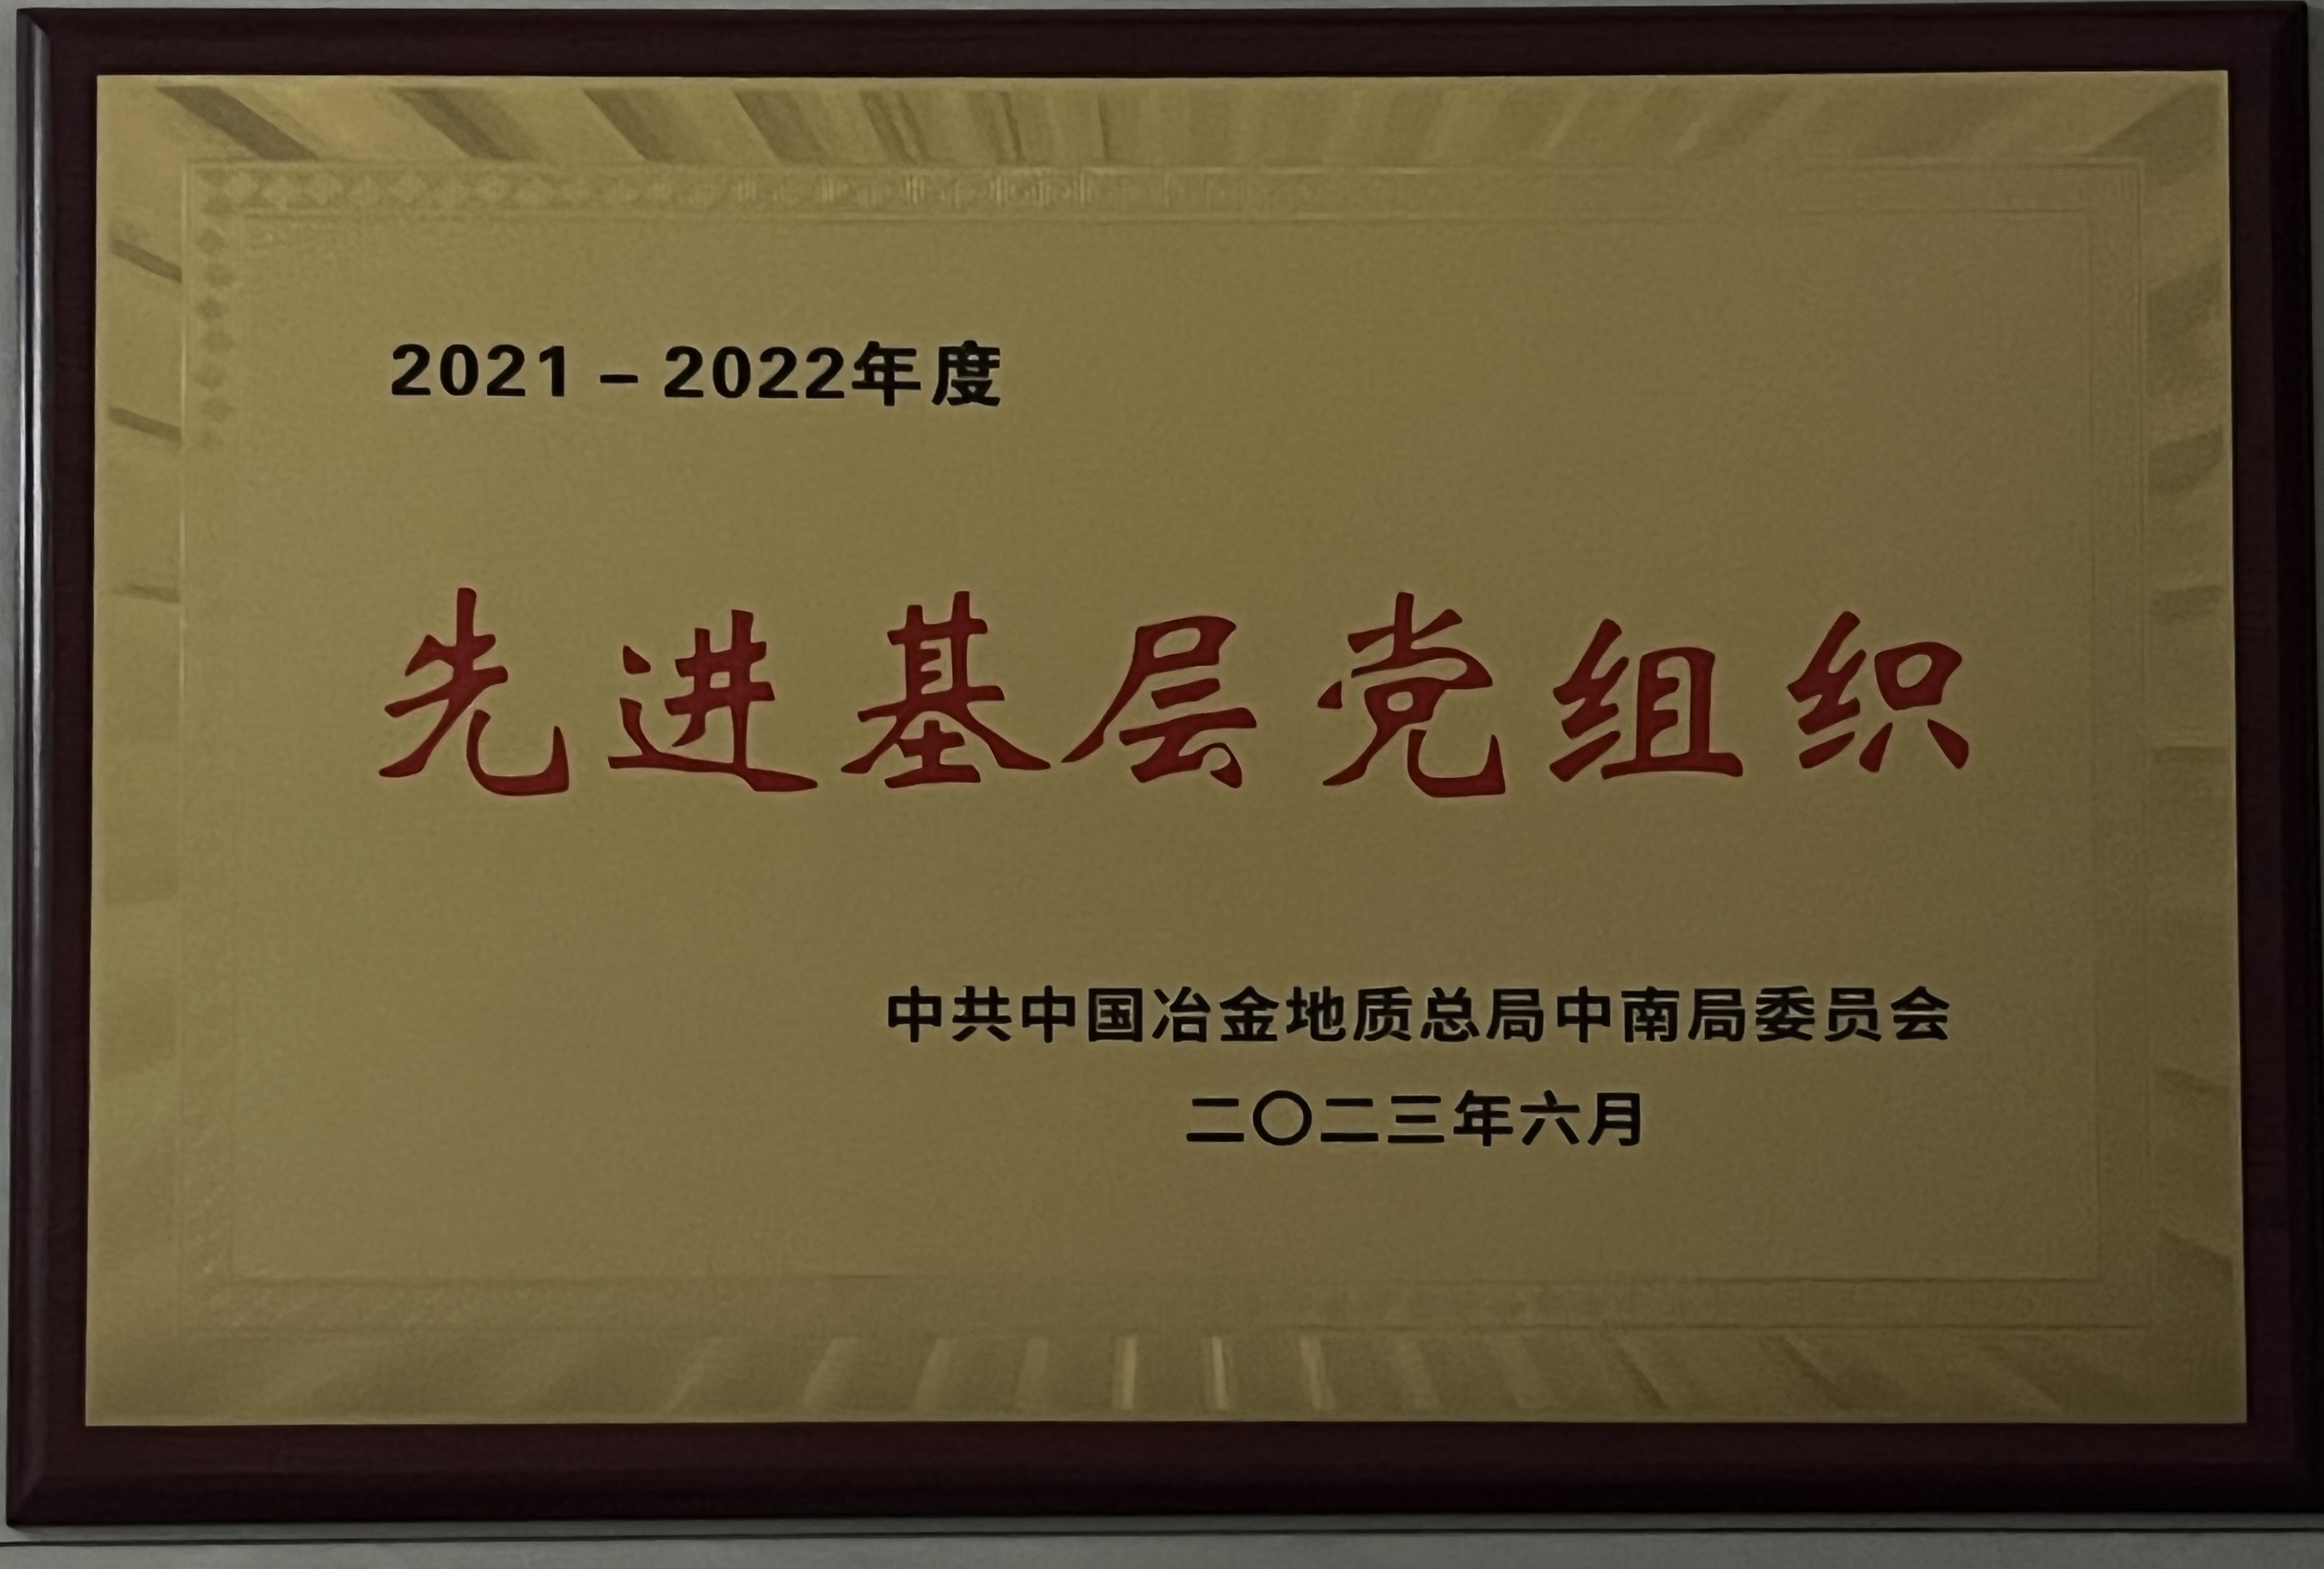 2021－2022年度
先进基层党组织
中共中国冶金地质总局中南局委员会
二〇二三年六月